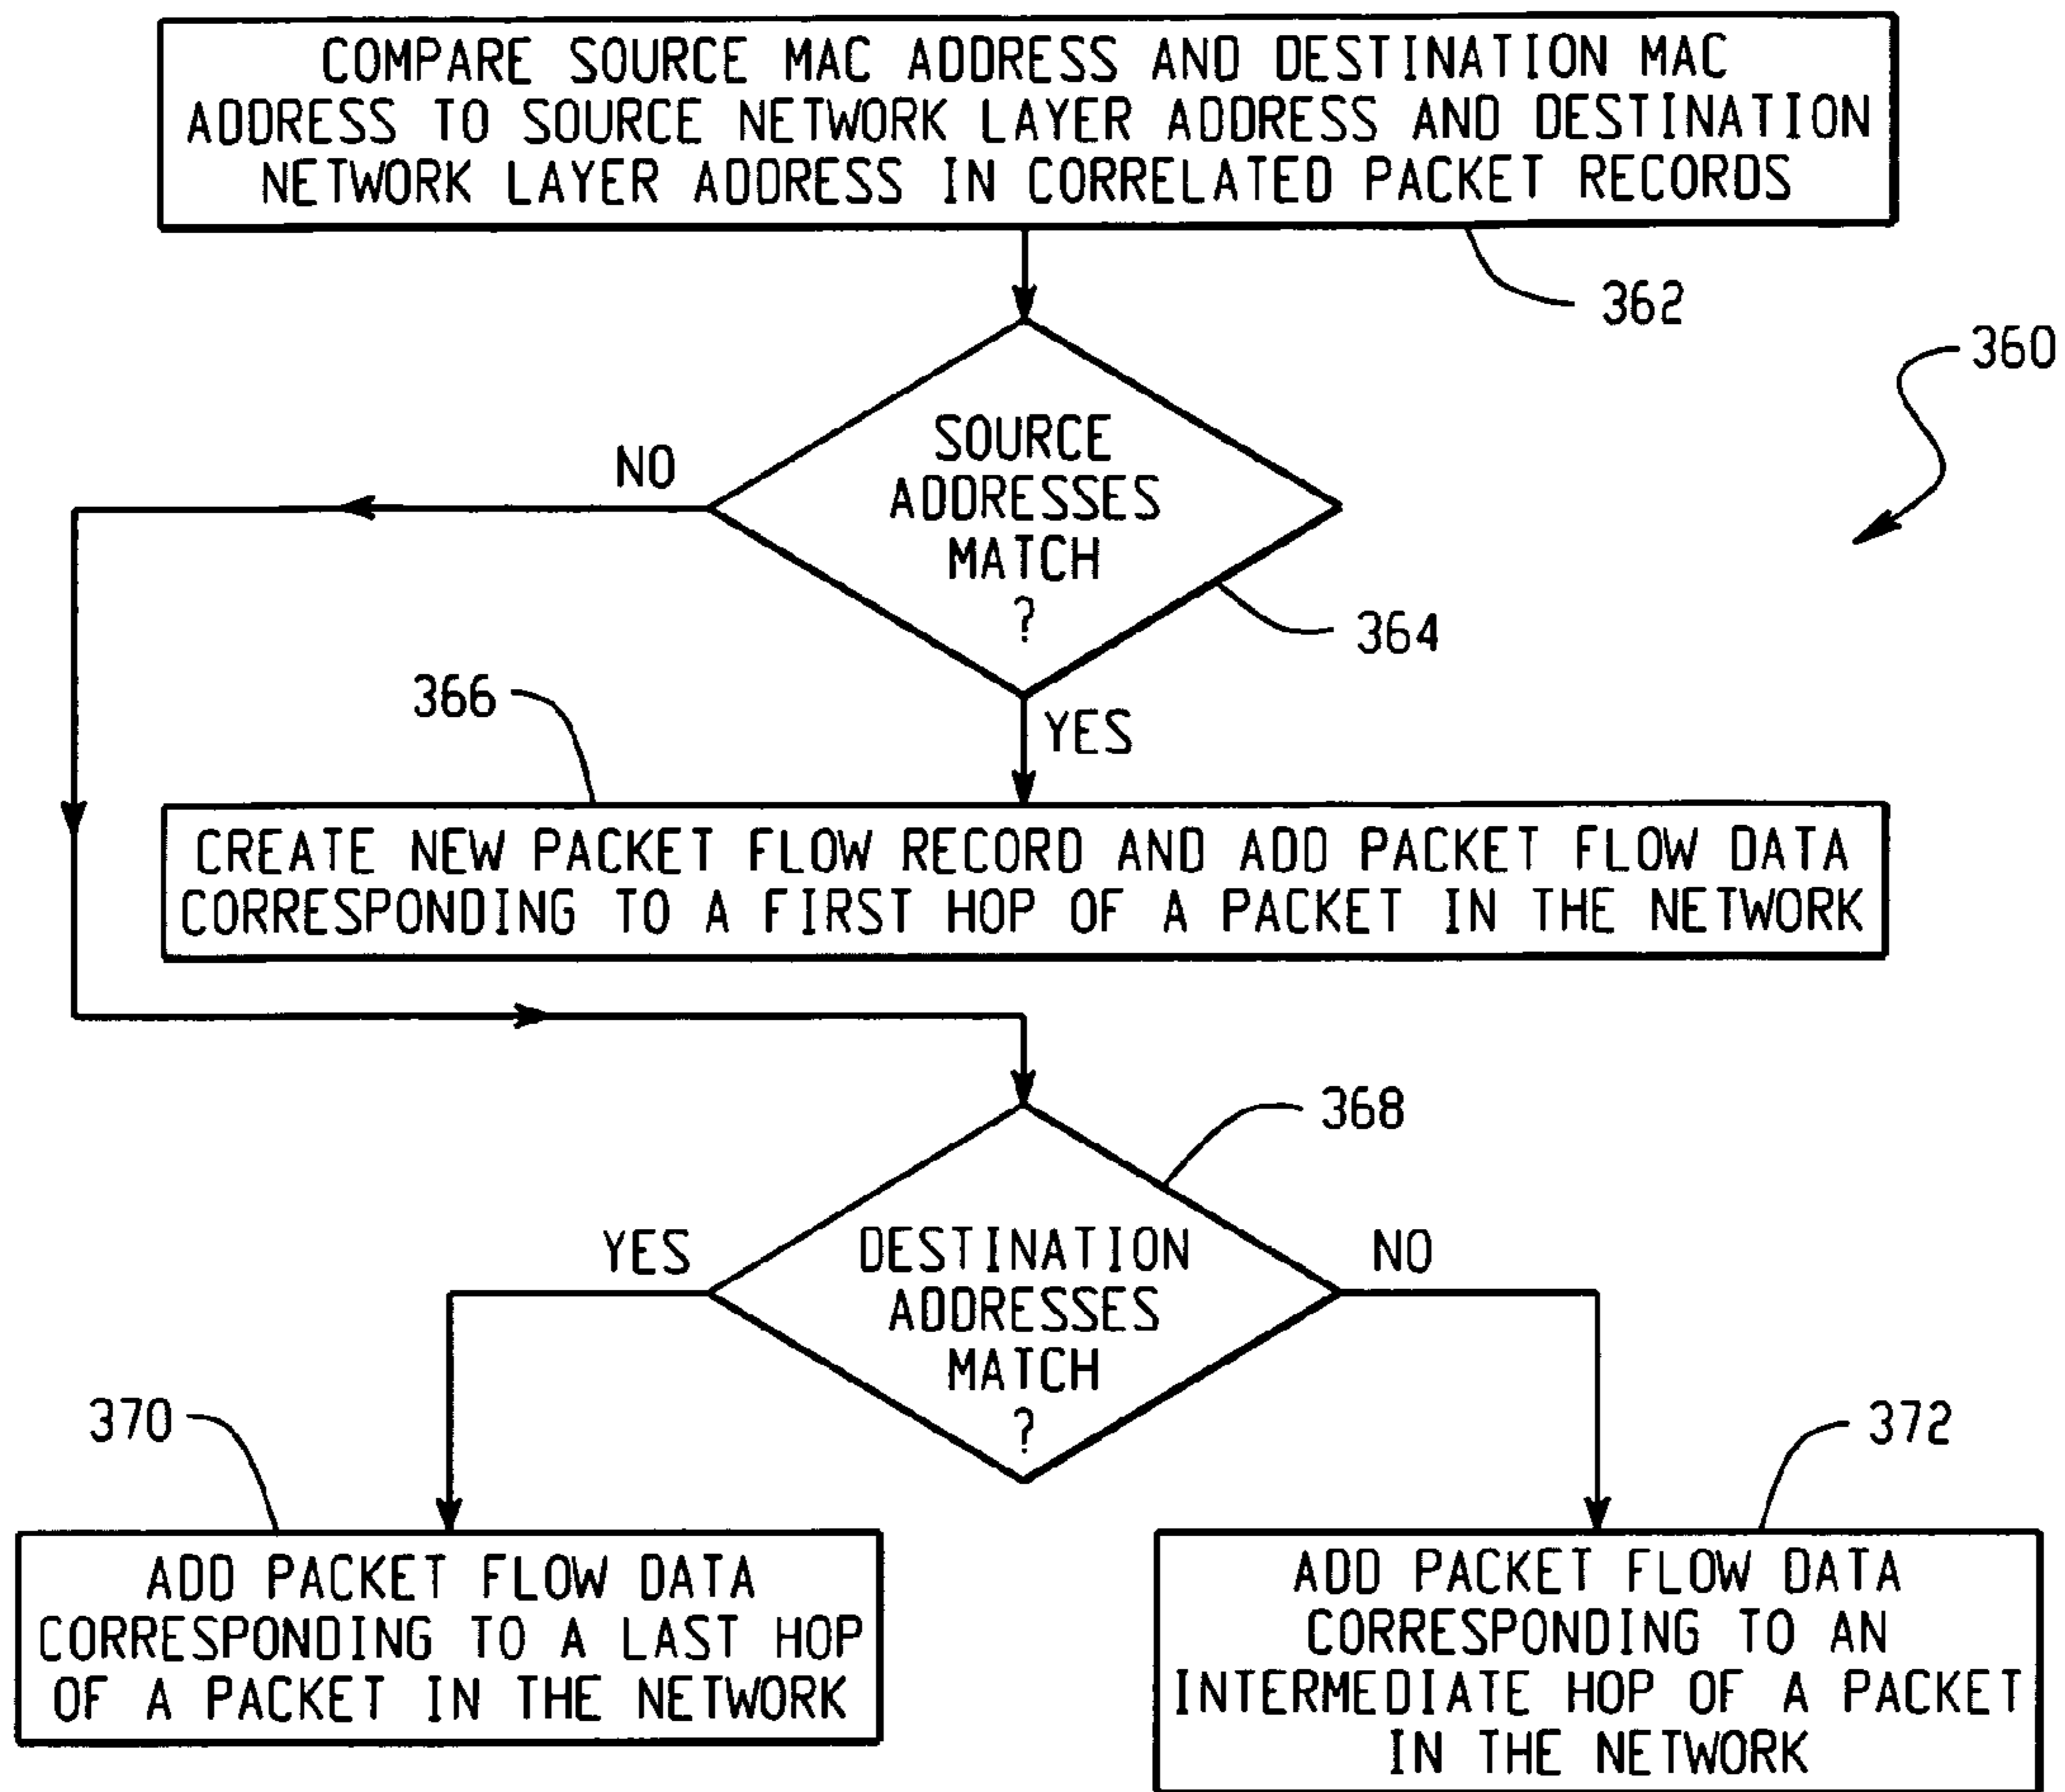 COMPARE SOURCE MAC ADDRESS AND DESTINATION MAC
ADDRESS TO SOURCE NETWORK LAYER ADDRESS AND DESTINATION
NETWORK LAYER ADDRESS IN CORRELATED PACKET RECORDS
362
360
SOURCE
ADDRESSES
MATCH
?
NO
364
366
YES
CREATE NEW PACKET FLOW RECORD AND ADD PACKET FLOW DATA
CORRESPONDING TO A FIRST HOP OF A PACKET IN THE NETWORK
368
YES
DESTINATION
ADDRESSES
MATCH
?
NO
370
372
ADD PACKET FLOW DATA
CORRESPONDING TO A LAST HOP
OF A PACKET IN THE NETWORK
ADD PACKET FLOW DATA
CORRESPONDING TO AN
INTERMEDIATE HOP OF A PACKET
IN THE NETWORK